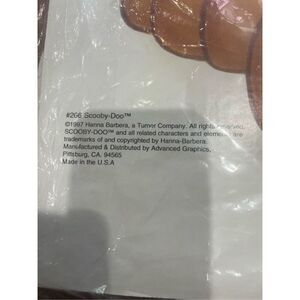 #266 Scooby-Doo™
©1997 Hanna Barbera, a Turner Company. All rights reserved.
SCOOBY-DOO™ and all related characters and elements are
trademarks of and copyrighted by Hanna-Barbera.
Manufactured & Distributed by Advanced Graphics,
Pittsburg, CA. 94565
Made in the U.S.A